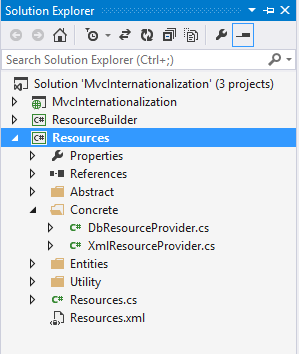 Solution Explorer
Search Solution Explorer (Ctrl+;)
Solution 'MvcInternationalization' (3 projects)
MvcInternationalization
C# ResourceBuilder
C# Resources
Properties
References
Abstract
Concrete
C# DbResourceProvider.cs
C# XmlResourceProvider.cs
Entities
Utility
C# Resources.cs
Resources.xml